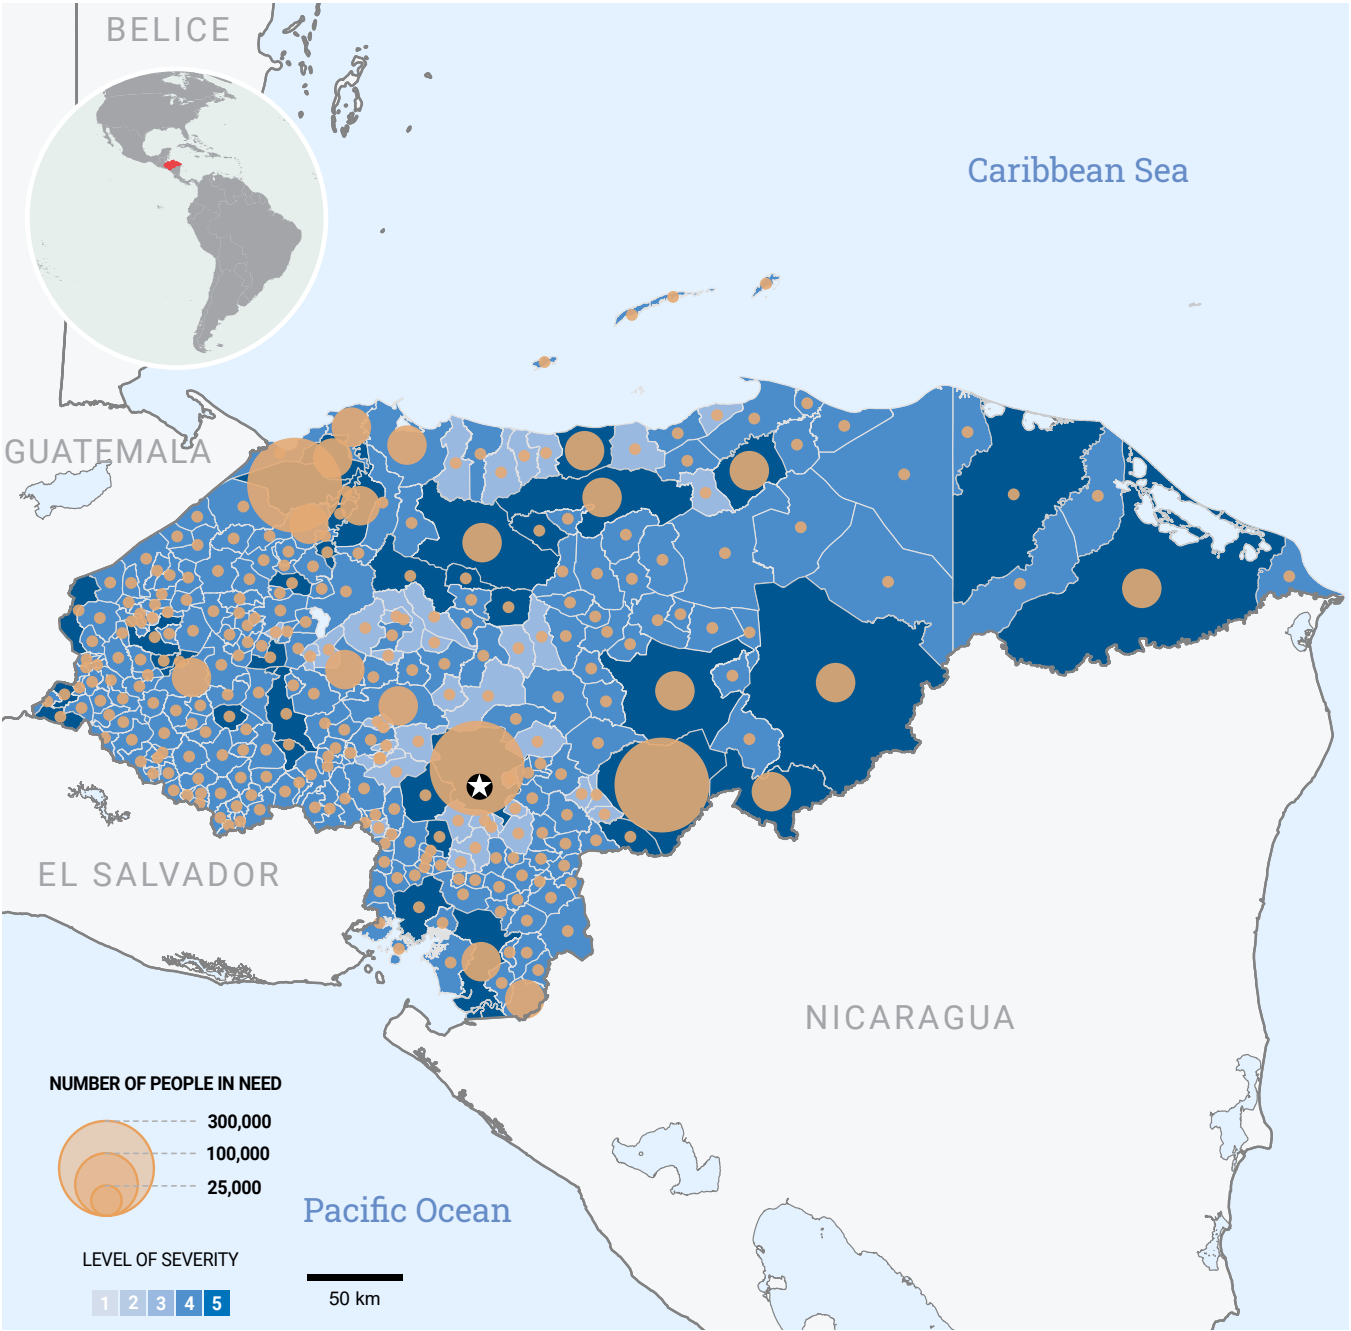 BELICE
Caribbean Sea
GUATEMALA
EL SALVADOR
NICARAGUA
NUMBER OF PEOPLE IN NEED
300,000
100,000
25,000
Pacific Ocean
LEVEL OF SEVERITY
1 2 3 4 5
50 km